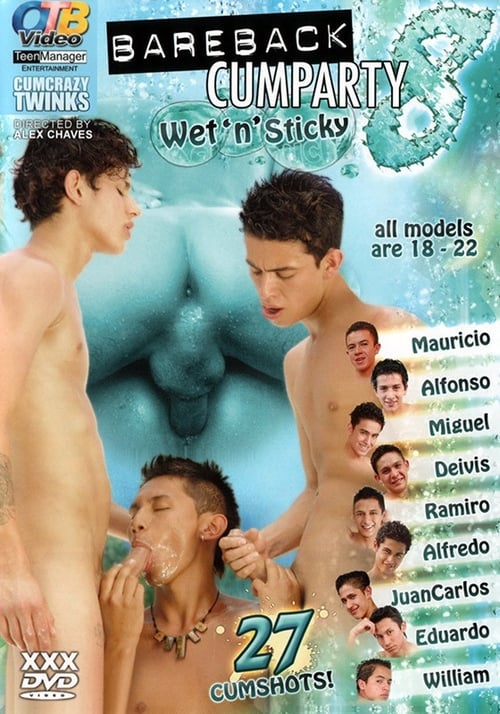 OTB
Video
TeenManager
ENTERTAINMENT
CUMCRAZY
TWINKS
DIRECTED BY
ALEX CHAVES
BAREBACK
CUMPARTY 8
Wet 'n' Sticky
all models
are 18 - 22
Mauricio
Alfonso
Miguel
Deivis
Ramiro
Alfredo
JuanCarlos
Eduardo
William
27
CUMSHOTS!
XXX
DVD
VIDEO